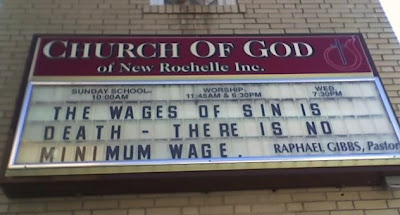 CHURCH OF GOD
of New Rochelle Inc.
SUNDAY SCHOOL WORSHIP WED.
10:00AM 11:45AM & 6:30PM 7:30PM
THE WAGES OF SIN IS
DEATH - THERE IS NO
MINIMUM WAGE. RAPHAEL GIBBS, Pastor